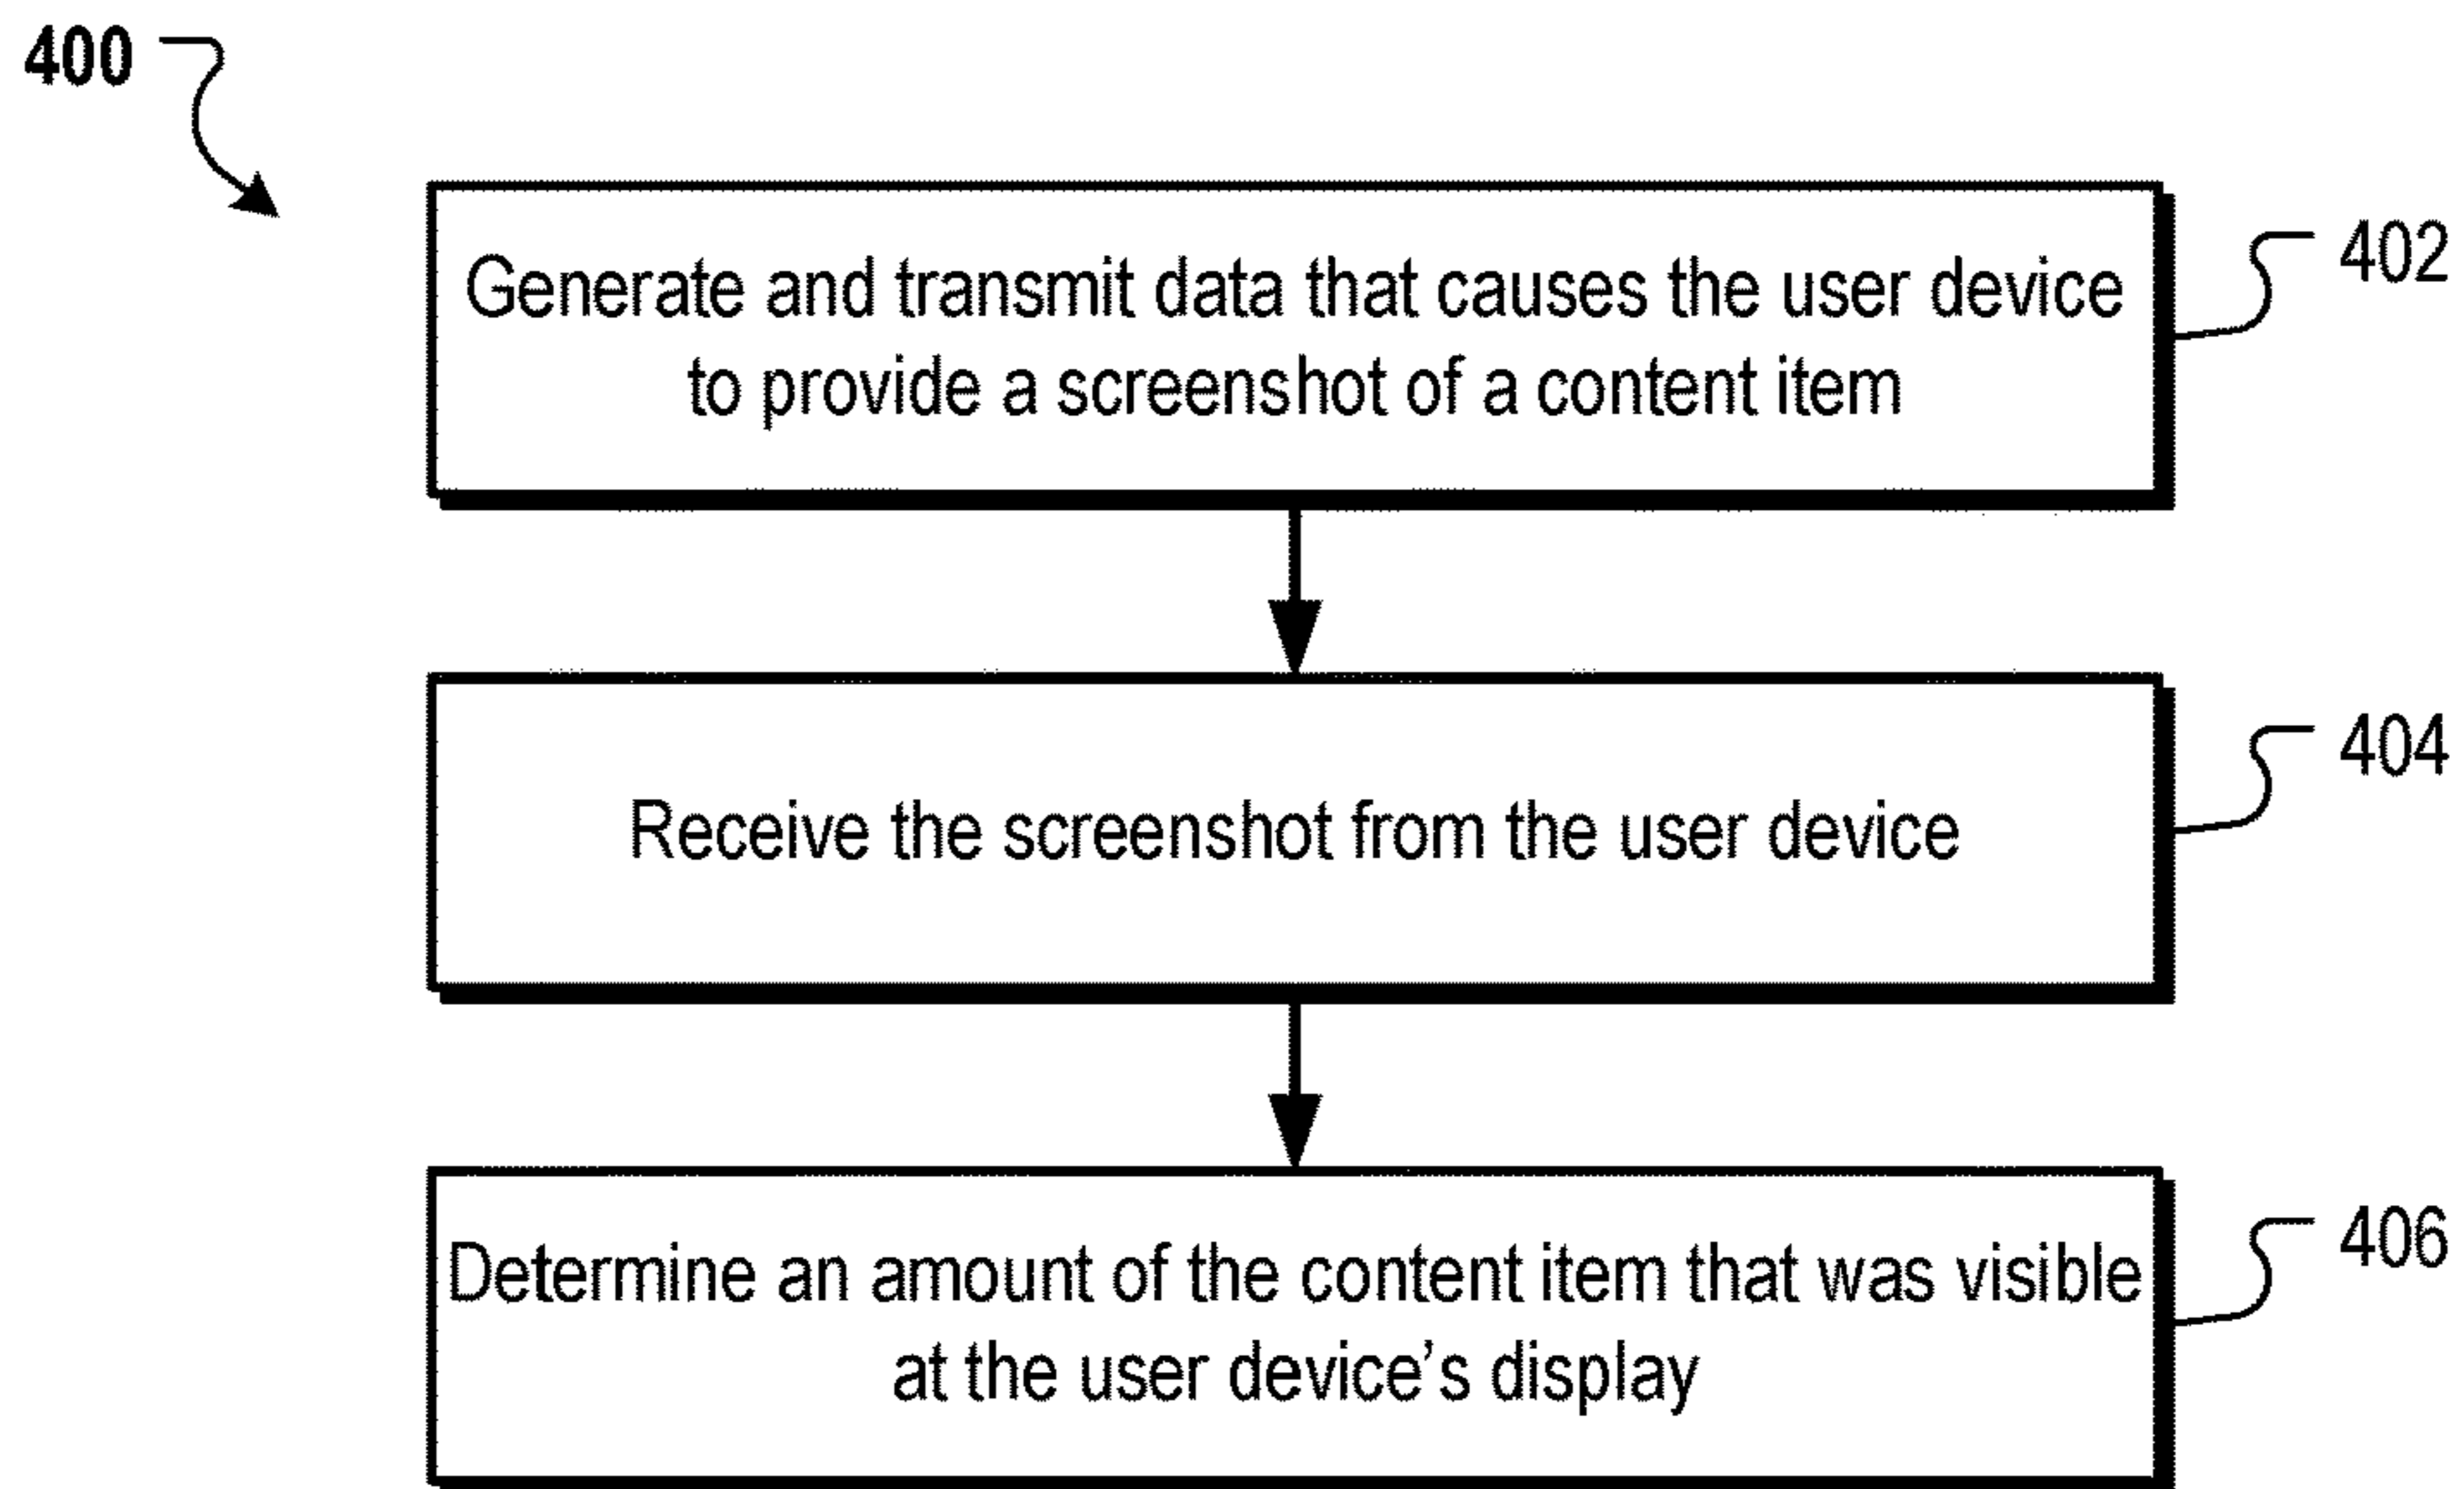 400
Generate and transmit data that causes the user device
to provide a screenshot of a content item
402
Receive the screenshot from the user device
404
Determine an amount of the content item that was visible
at the user device’s display
406